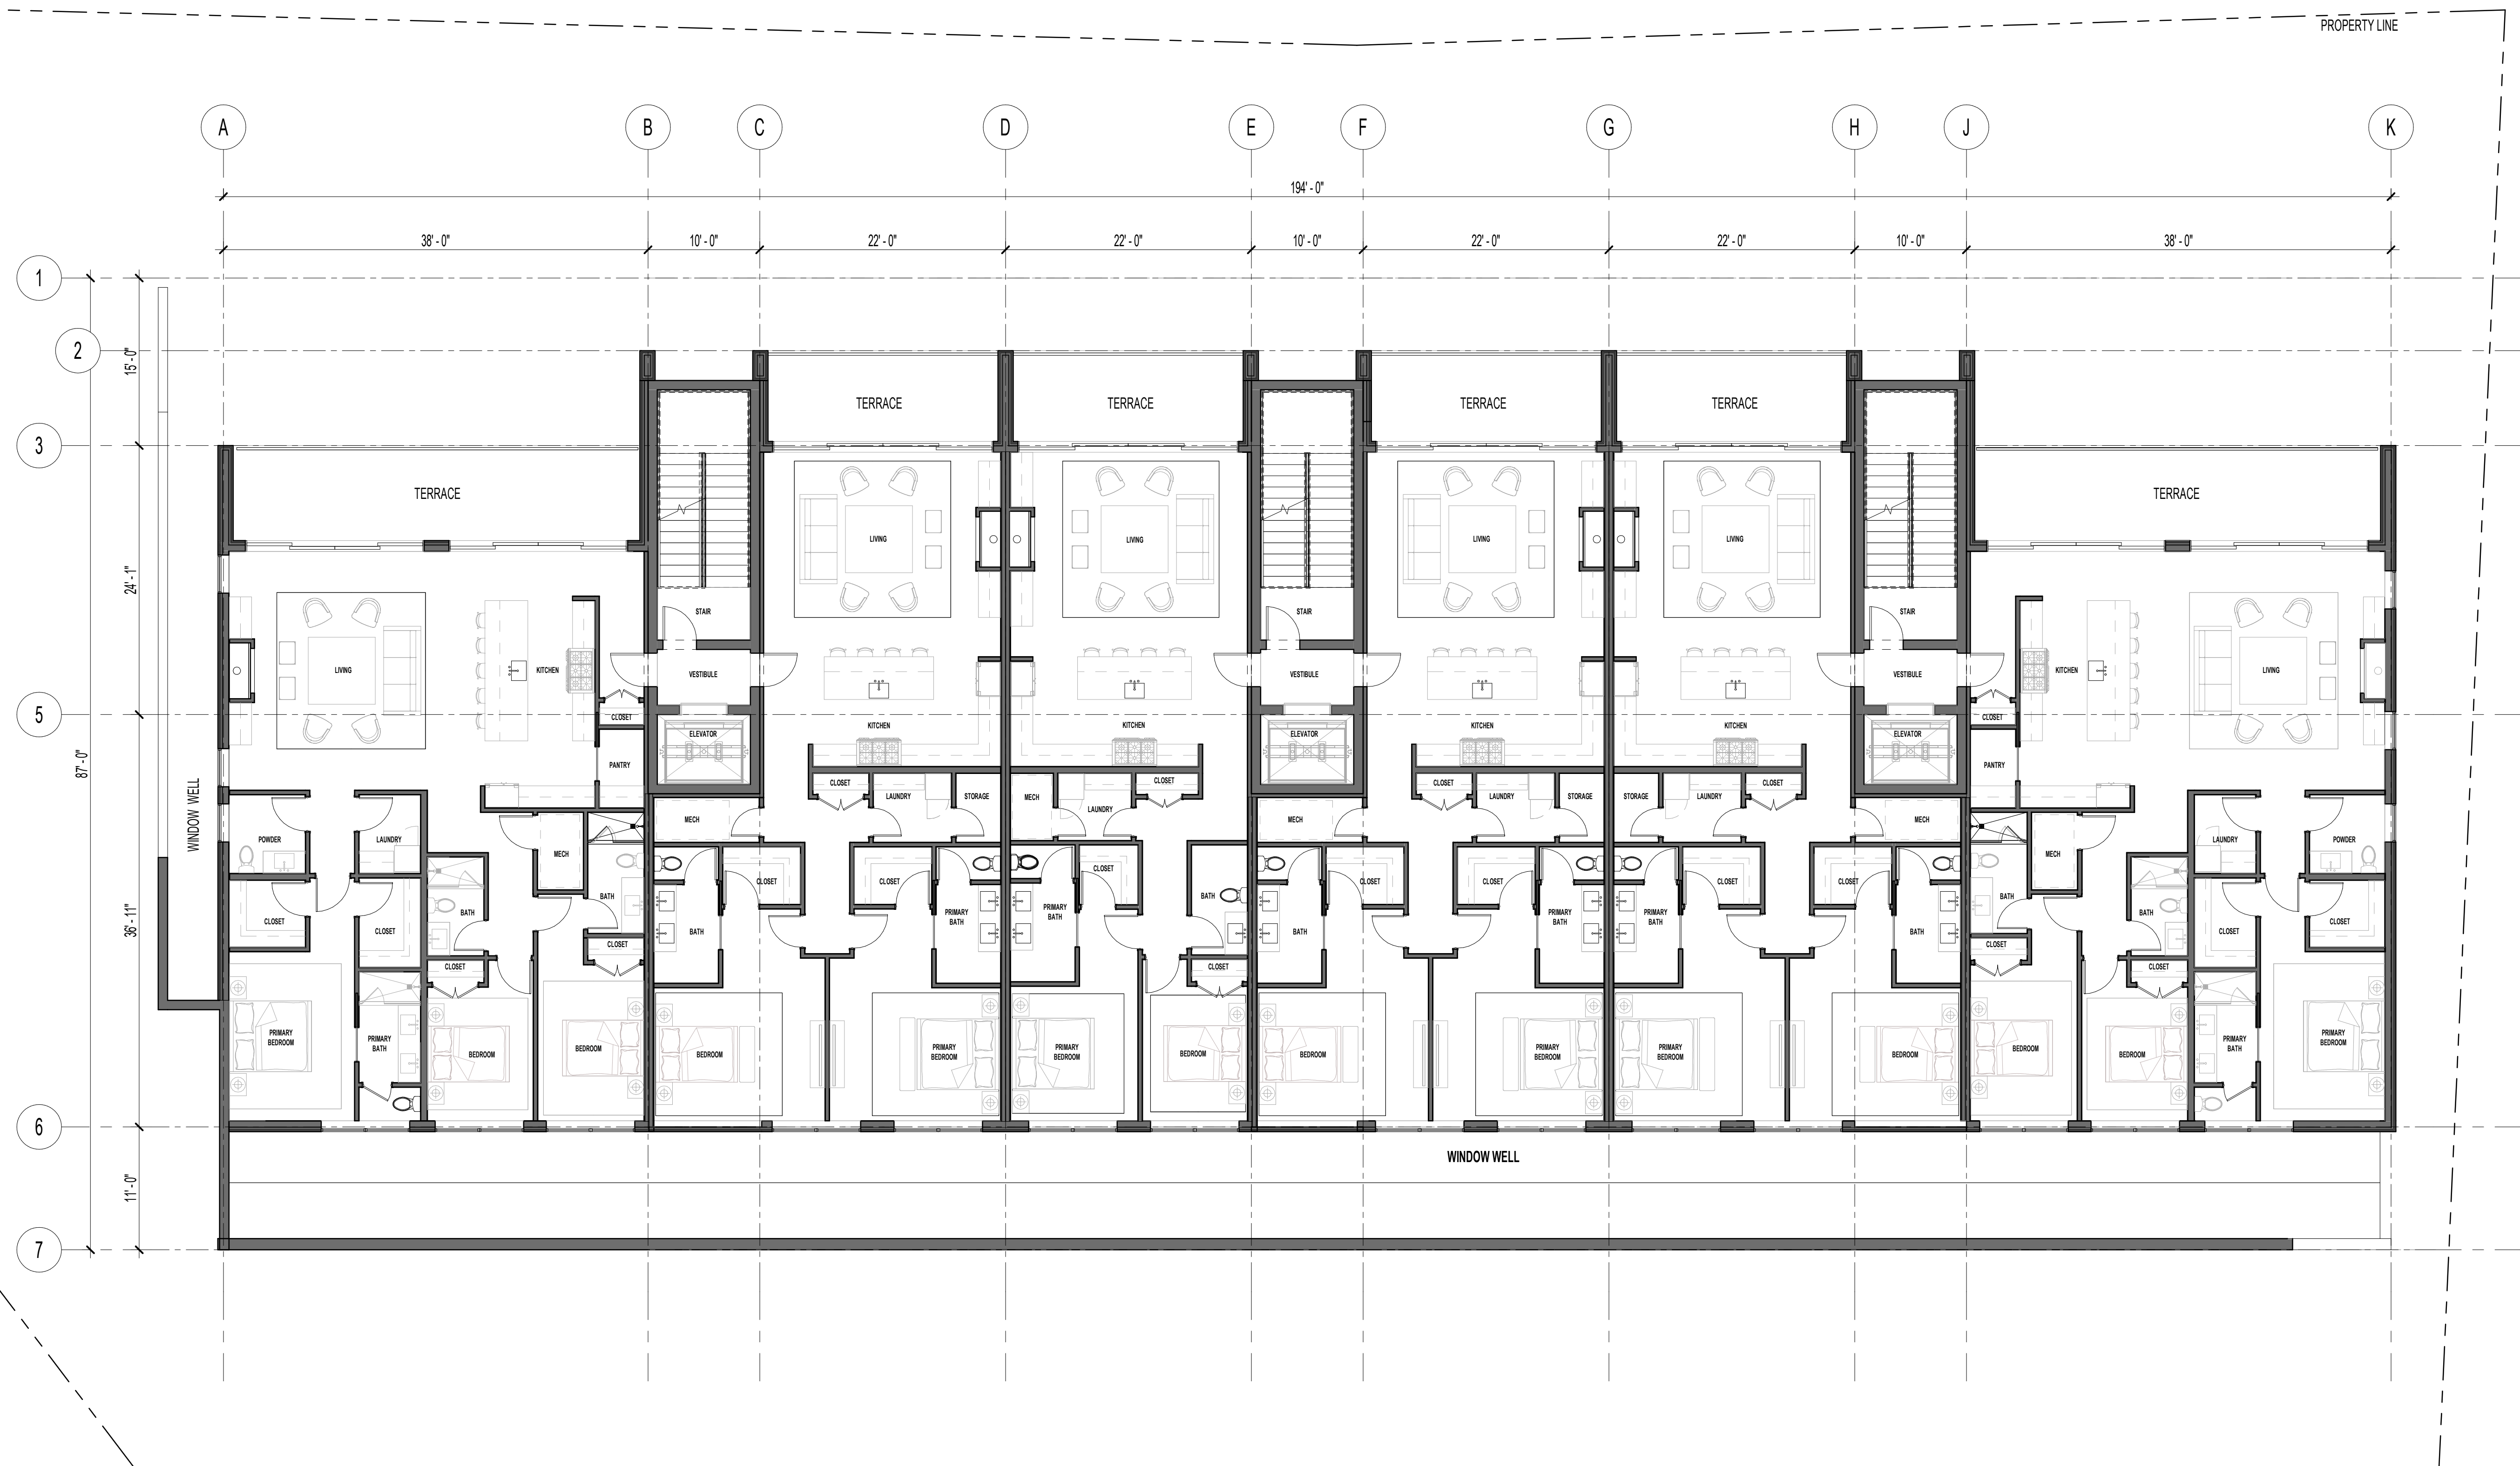 PROPERTY LINE
A
B
C
D
E
F
G
H
J
K
194' - 0"
38' - 0"
10' - 0"
22' - 0"
22' - 0"
10' - 0"
22' - 0"
22' - 0"
10' - 0"
38' - 0"
1
2
3
5
6
7
15' - 0"
24' - 1"
87' - 0"
36' - 11"
11' - 0"
WINDOW WELL
TERRACE
TERRACE
TERRACE
TERRACE
TERRACE
TERRACE
LIVING
LIVING
LIVING
LIVING
STAIR
STAIR
STAIR
LIVING
KITCHEN
VESTIBULE
VESTIBULE
VESTIBULE
KITCHEN
LIVING
CLOSET
KITCHEN
KITCHEN
KITCHEN
KITCHEN
CLOSET
ELEVATOR
ELEVATOR
ELEVATOR
PANTRY
PANTRY
CLOSET
LAUNDRY
STORAGE
MECH
LAUNDRY
CLOSET
CLOSET
LAUNDRY
STORAGE
STORAGE
LAUNDRY
CLOSET
MECH
MECH
MECH
POWDER
LAUNDRY
MECH
MECH
LAUNDRY
POWDER
CLOSET
CLOSET
CLOSET
CLOSET
CLOSET
CLOSET
CLOSET
BATH
BATH
BATH
BATH
BATH
CLOSET
CLOSET
CLOSET
CLOSET
BATH
PRIMARY
BATH
PRIMARY
BATH
BATH
PRIMARY
BATH
PRIMARY
BATH
BATH
CLOSET
CLOSET
CLOSET
CLOSET
CLOSET
PRIMARY
BEDROOM
PRIMARY
BATH
BEDROOM
BEDROOM
BEDROOM
PRIMARY
BEDROOM
PRIMARY
BEDROOM
BEDROOM
BEDROOM
PRIMARY
BEDROOM
PRIMARY
BEDROOM
BEDROOM
BEDROOM
BEDROOM
PRIMARY
BATH
PRIMARY
BEDROOM
WINDOW WELL